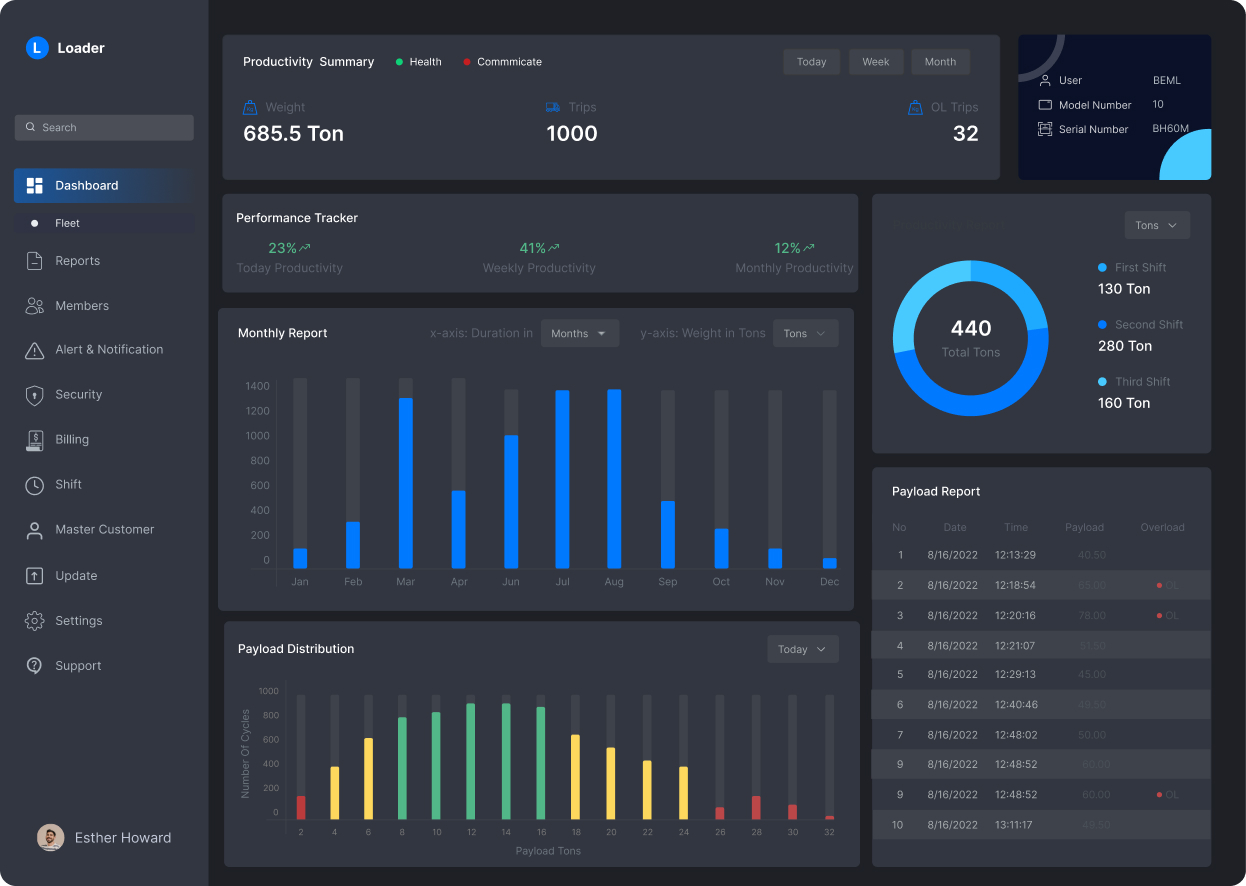 L Loader
Search
Dashboard
Fleet
Reports
Members
Alert & Notification
Security
Billing
Shift
Master Customer
Update
Settings
Support
Esther Howard
Productivity Summary
Health
Commmicate
Today
Week
Month
Weight
685.5 Ton
Trips
1000
OL Trips
32
User BEML
Model Number 10
Serial Number BH60M
Performance Tracker
23%
Today Productivity
41%
Weekly Productivity
12%
Monthly Productivity
Monthly Report
x-axis: Duration in
Months
y-axis: Weight in Tons
Tons
1400
1200
1000
800
600
400
200
0
Jan Feb Mar Apr Jun Jul Aug Sep Oct Nov Dec
Payload Distribution
Today
Number Of Cycles
1000
800
600
400
200
0
2 4 6 8 10 12 14 16 18 20 22 24 26 28 30 32
Payload Tons
Tons
440
Total Tons
First Shift
130 Ton
Second Shift
280 Ton
Third Shift
160 Ton
Payload Report
No Date Time Payload Overload
1 8/16/2022 12:13:29 40.50
2 8/16/2022 12:18:54 65.00 OL
3 8/16/2022 12:20:16 78.00 OL
4 8/16/2022 12:21:07 51.50
5 8/16/2022 12:29:13 45.00
6 8/16/2022 12:40:46 49.50
7 8/16/2022 12:48:02 50.00
9 8/16/2022 12:48:52 60.00
9 8/16/2022 12:48:52 60.00 OL
10 8/16/2022 13:11:17 49.50